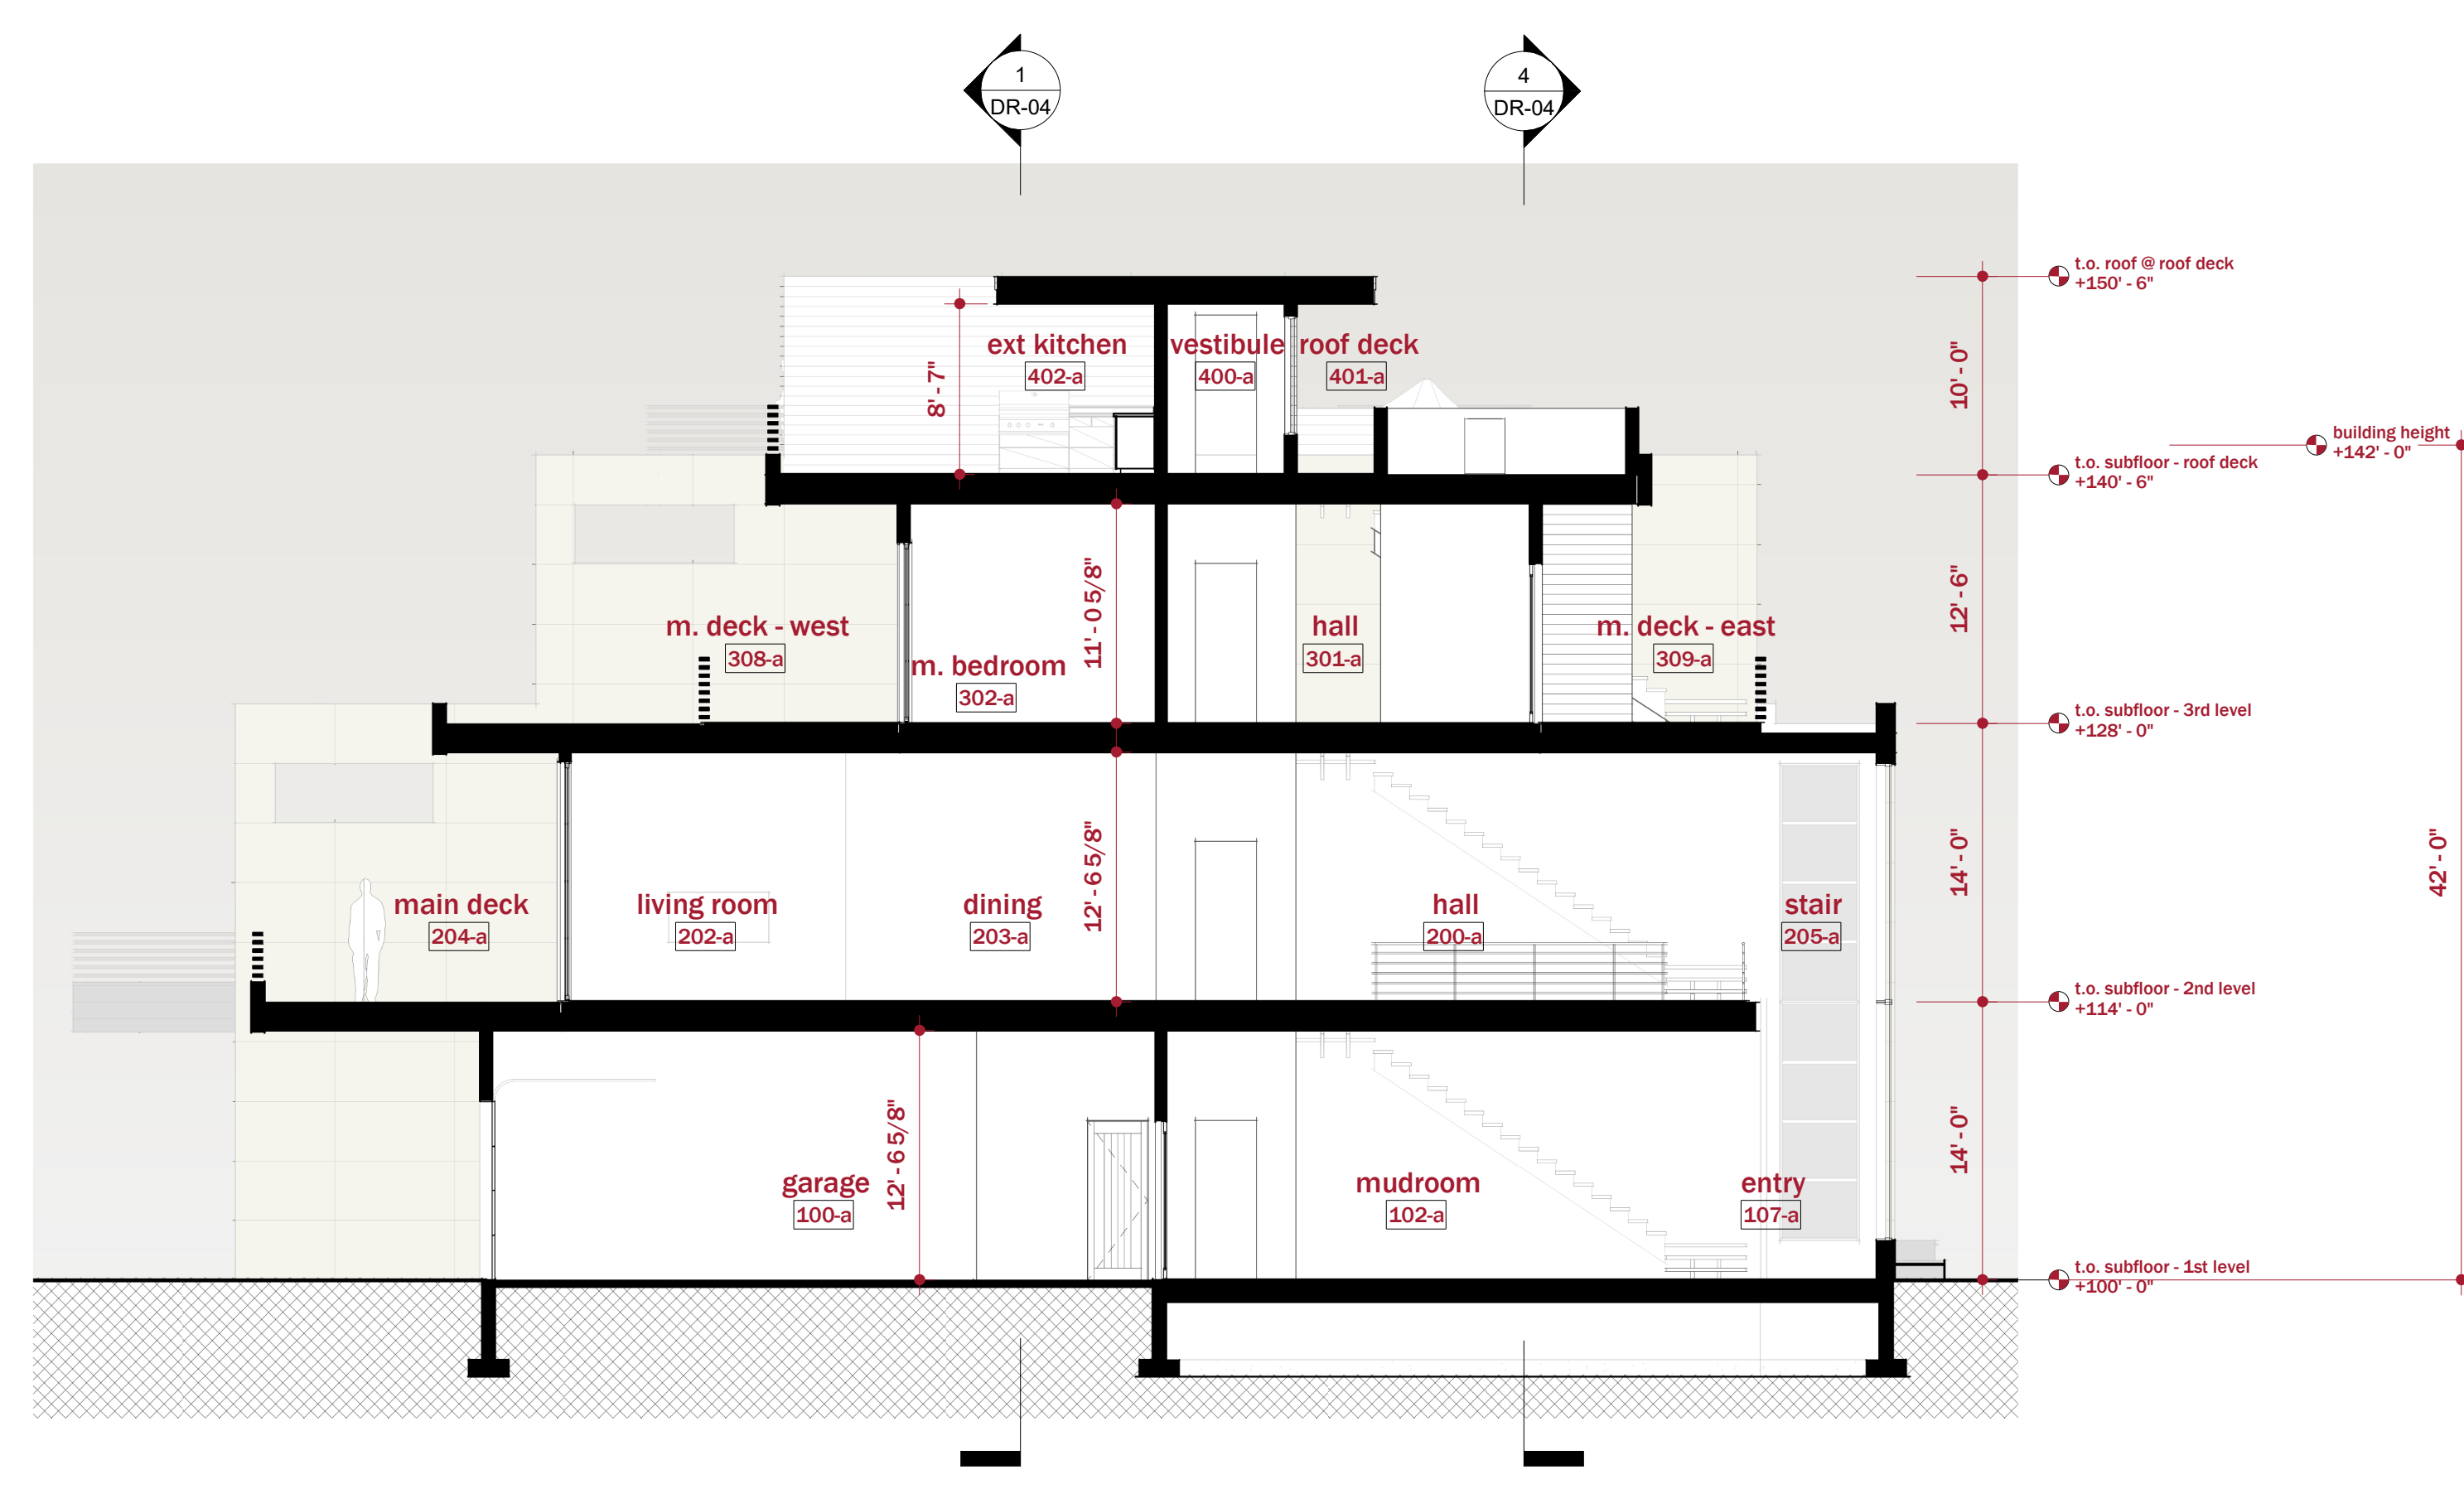 1
DR-04
4
DR-04
t.o. roof @ roof deck
+150' - 6"
ext kitchen
402-a
vestibule
400-a
roof deck
401-a
8' - 7"
10' - 0"
building height
+142' - 0"
t.o. subfloor - roof deck
+140' - 6"
m. deck - west
308-a
m. bedroom
302-a
11' - 0 5/8"
hall
301-a
m. deck - east
309-a
12' - 6"
t.o. subfloor - 3rd level
+128' - 0"
main deck
204-a
living room
202-a
dining
203-a
12' - 6 5/8"
hall
200-a
stair
205-a
14' - 0"
42' - 0"
t.o. subfloor - 2nd level
+114' - 0"
garage
100-a
12' - 6 5/8"
mudroom
102-a
entry
107-a
14' - 0"
t.o. subfloor - 1st level
+100' - 0"